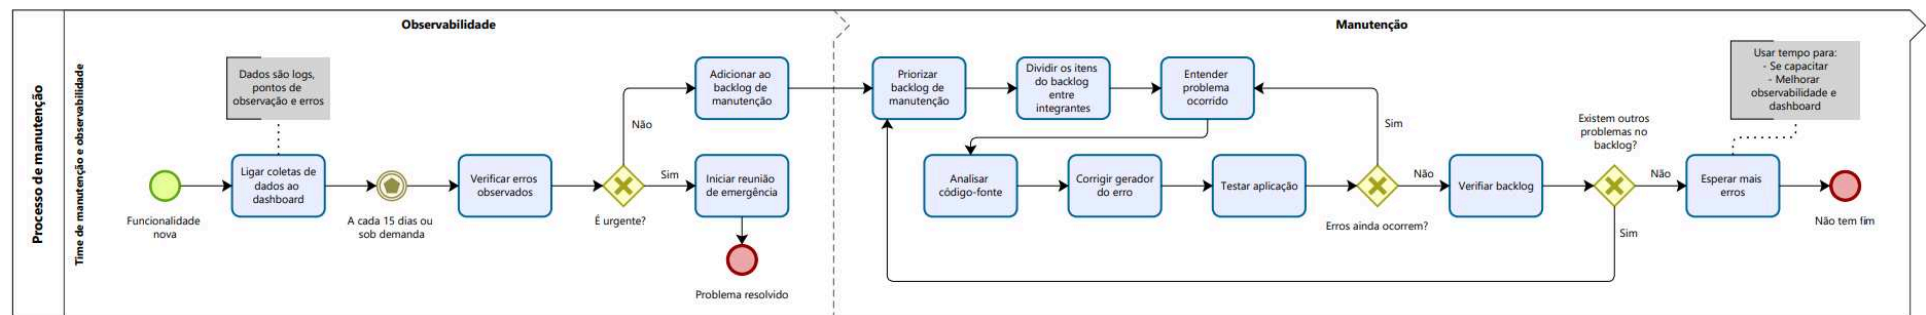 Processo de manutenção
Time de manutenção e observabilidade
Observabilidade
Manutenção
Dados são logs,
pontos de
observação e erros
Funcionalidade
nova
Ligar coletas de
dados ao
dashboard
A cada 15 dias ou
sob demanda
Verificar erros
observados
É urgente?
Não
Sim
Adicionar ao
backlog de
manutenção
Iniciar reunião
de emergência
Problema resolvido
Priorizar
backlog de
manutenção
Dividir os itens
do backlog
entre
integrantes
Entender
problema
ocorrido
Analisar
código-fonte
Corrigir gerador
do erro
Testar aplicação
Erros ainda ocorrem?
Sim
Não
Verifiar backlog
Existem outros
problemas no
backlog?
Não
Sim
Usar tempo para:
- Se capacitar
- Melhorar
observabilidade e
dashboard
Esperar mais
erros
Não tem fim